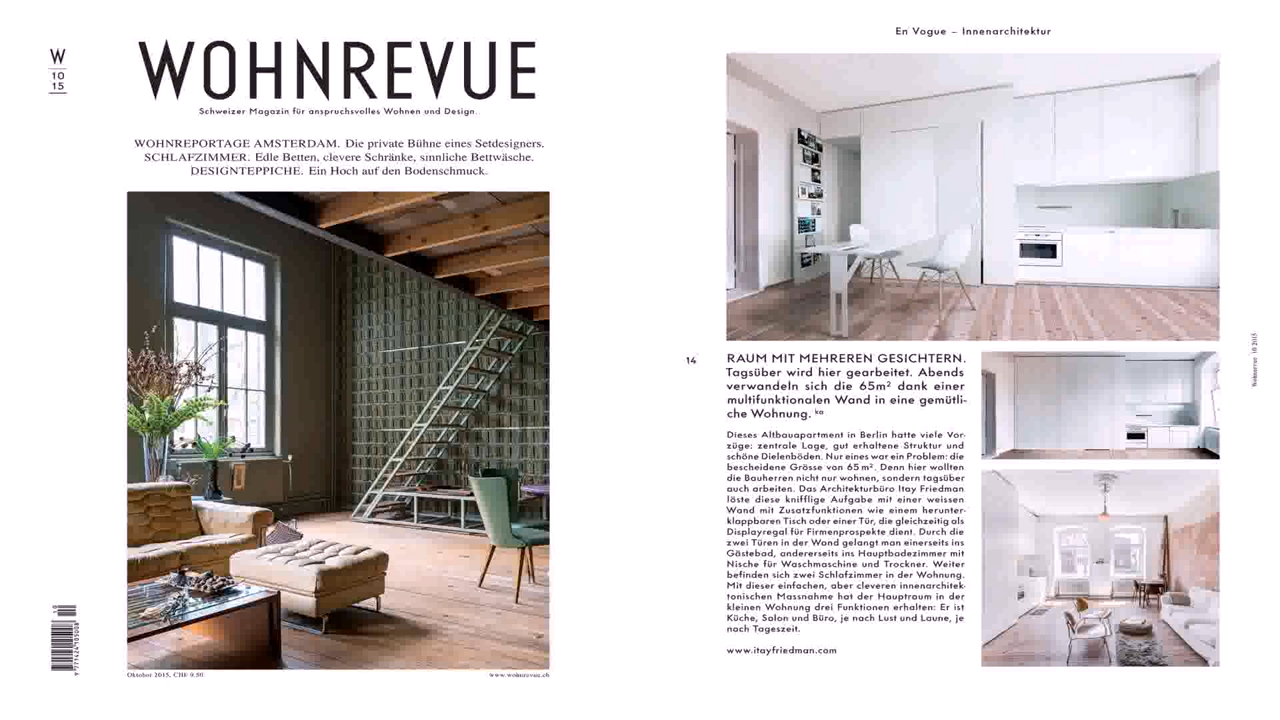 W
10
15
WOHNREVUE
Schweizer Magazin für anspruchsvolles Wohnen und Design.
WOHNREPORTAGE AMSTERDAM. Die private Bühne eines Setdesigners.
SCHLAFZIMMER. Edle Betten, clevere Schränke, sinnliche Bettwäsche.
DESIGNTEPPICHE. Ein Hoch auf den Bodenschmuck.
Oktober 2015, CHF 9.50
www.wohnrevue.ch
En Vogue – Innenarchitektur
14
RAUM MIT MEHREREN GESICHTERN.
Tagsüber wird hier gearbeitet. Abends
verwandeln sich die 65m² dank einer
multifunktionalen Wand in eine gemütli-
che Wohnung. ka
Dieses Altbauapartment in Berlin hatte viele Vor-
züge: zentrale Lage, gut erhaltene Struktur und
schöne Dielenböden. Nur eines war ein Problem: die
bescheidene Grösse von 65 m². Denn hier wollten
die Bauherren nicht nur wohnen, sondern tagsüber
auch arbeiten. Das Architekturbüro Itay Friedman
löste diese knifflige Aufgabe mit einer weissen
Wand mit Zusatzfunktionen wie einem herunter-
klappbaren Tisch oder einer Tür, die gleichzeitig als
Displayregal für Firmenprospekte dient. Durch die
zwei Türen in der Wand gelangt man einerseits ins
Gästebad, andererseits ins Hauptbadezimmer mit
Nische für Waschmaschine und Trockner. Weiter
befinden sich zwei Schlafzimmer in der Wohnung.
Mit dieser einfachen, aber cleveren innenarchitek-
tonischen Massnahme hat der Hauptraum in der
kleinen Wohnung drei Funktionen erhalten: Er ist
Küche, Salon und Büro, je nach Lust und Laune, je
nach Tageszeit.
www.itayfriedman.com
Wohnrevue 10 2015